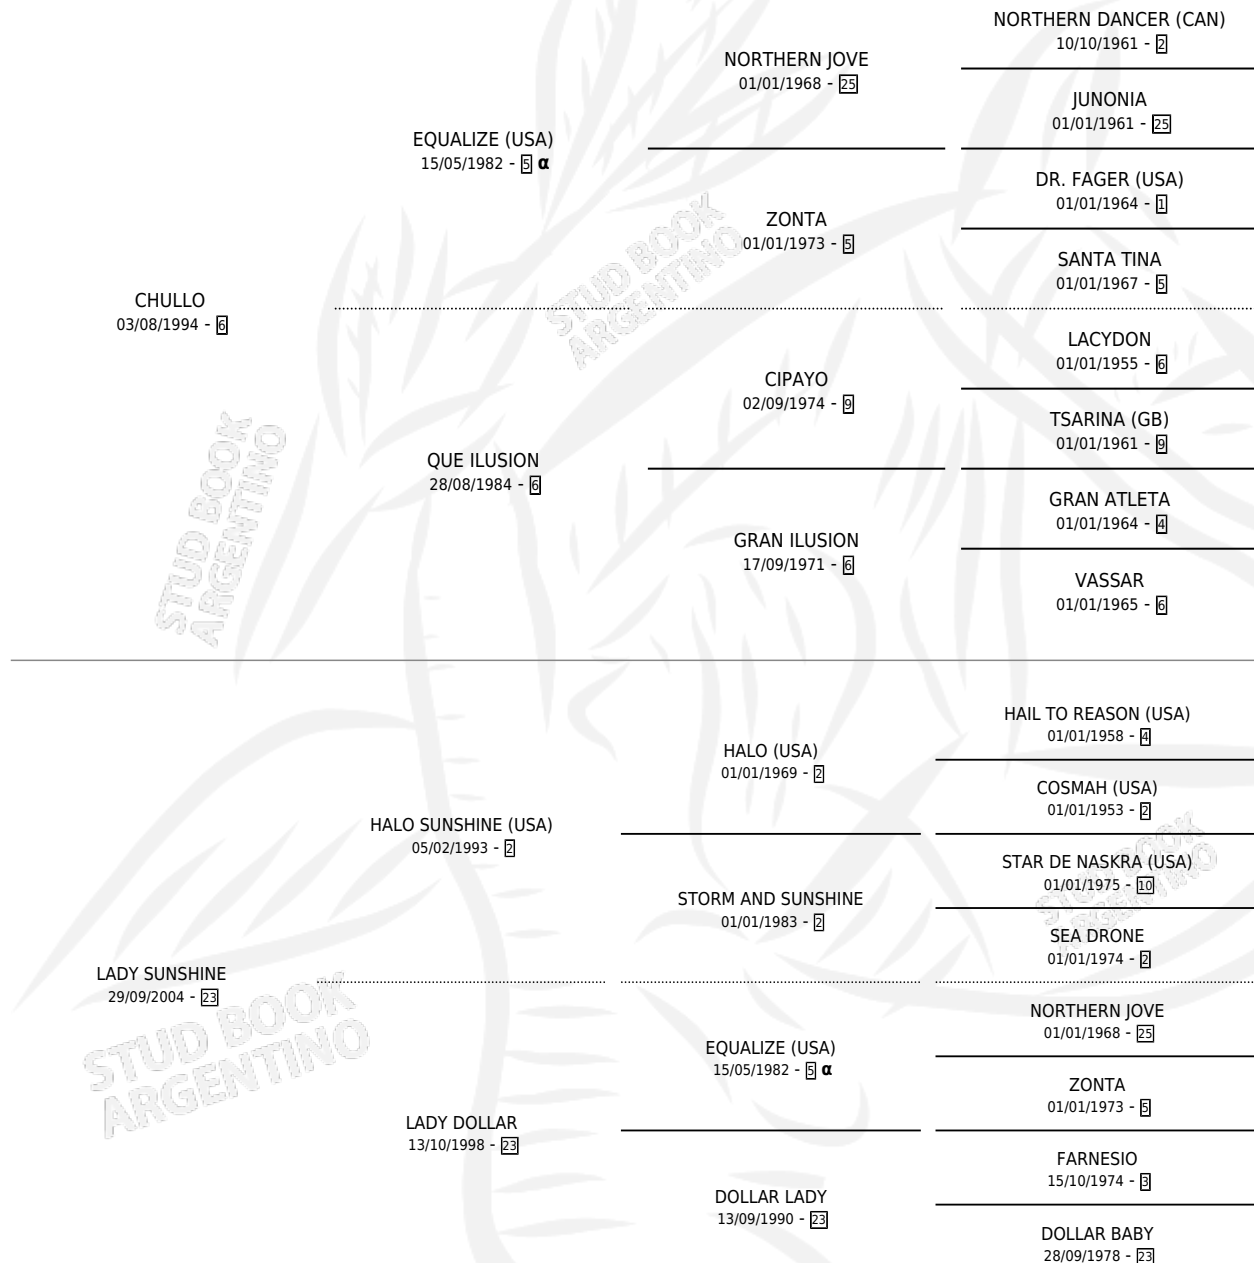 NORTHERN DANCER (CAN)
10/10/1961 - 2
NORTHERN JOVE
01/01/1968 - 25
JUNONIA
01/01/1961 - 25
EQUALIZE (USA)
15/05/1982 - 5 α
DR. FAGER (USA)
01/01/1964 - 1
ZONTA
01/01/1973 - 5
SANTA TINA
01/01/1967 - 5
CHULLO
03/08/1994 - 6
LACYDON
01/01/1955 - 6
CIPAYO
02/09/1974 - 9
TSARINA (GB)
01/01/1961 - 9
QUE ILUSION
28/08/1984 - 6
GRAN ATLETA
01/01/1964 - 4
GRAN ILUSION
17/09/1971 - 6
VASSAR
01/01/1965 - 6
HAIL TO REASON (USA)
01/01/1958 - 4
HALO (USA)
01/01/1969 - 2
COSMAH (USA)
01/01/1953 - 2
HALO SUNSHINE (USA)
05/02/1993 - 2
STAR DE NASKRA (USA)
01/01/1975 - 10
STORM AND SUNSHINE
01/01/1983 - 2
SEA DRONE
01/01/1974 - 2
LADY SUNSHINE
29/09/2004 - 23
NORTHERN JOVE
01/01/1968 - 25
EQUALIZE (USA)
15/05/1982 - 5 α
ZONTA
01/01/1973 - 5
LADY DOLLAR
13/10/1998 - 23
FARNESIO
15/10/1974 - 3
DOLLAR LADY
13/09/1990 - 23
DOLLAR BABY
28/09/1978 - 23
STUD BOOK
ARGENTINO
STUD BOOK
ARGENTINO
STUD BOOK
ARGENTINO
STUD BOOK
ARGENTINO